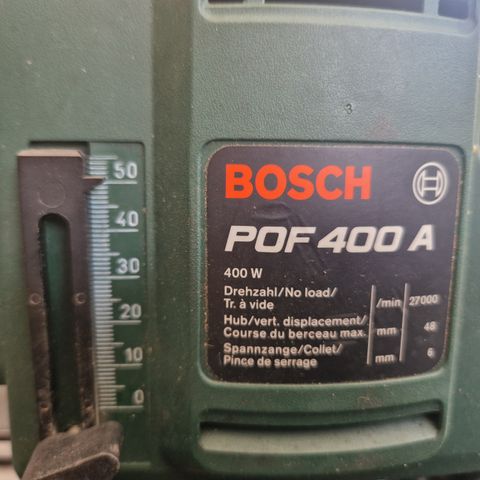 3
50
40
30
20
10
0
BOSCH
POF 400 A
400 W
Drehzahl/No load/
Tr. à vide /min 27000
Hub/vert. displacement/
Course du berceau max. mm 48
Spannzange/Collet/
Pince de serrage mm 6